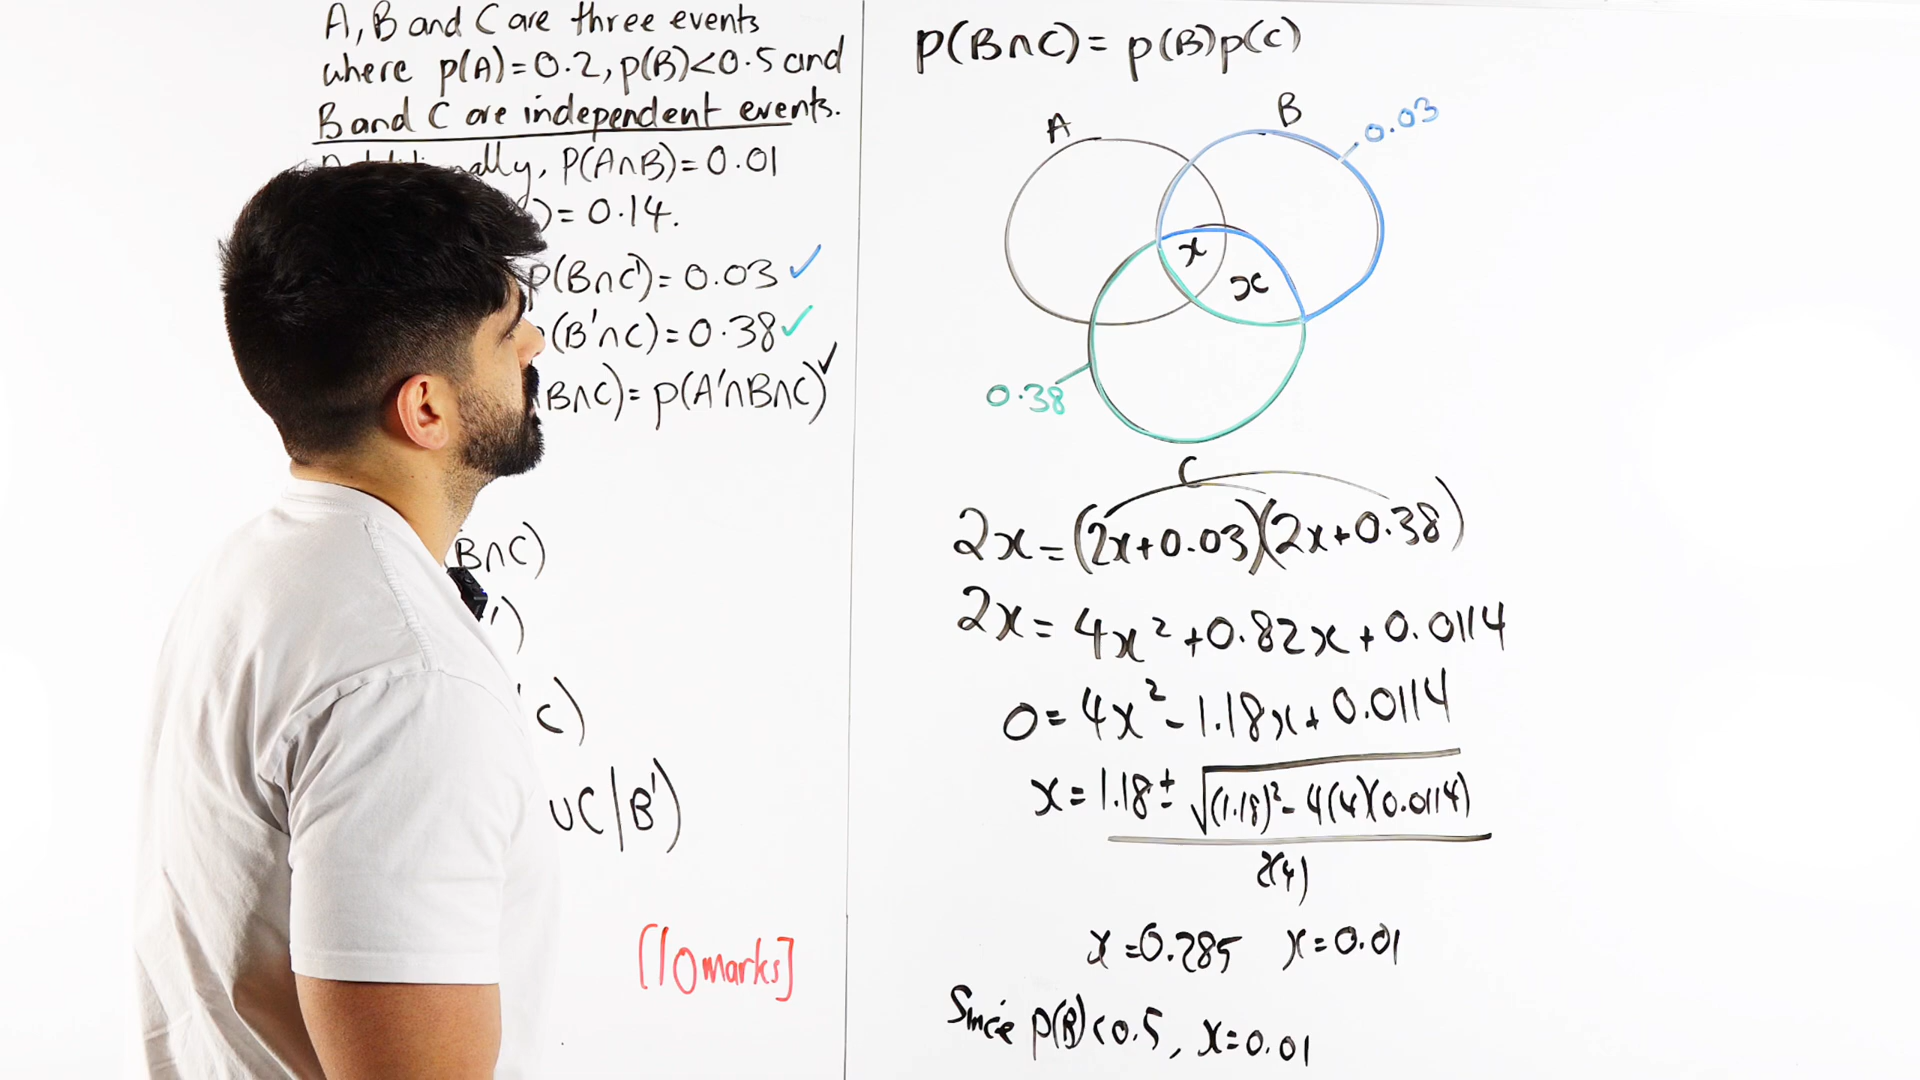 A, B and C are three events
where p(A)=0.2, p(B)<0.5 and
B and C are independent events.
P(A∩B)=0.01
)=0.14.
p(B∩C')=0.03 ✓
(B'∩C)=0.38 ✓
B∩C)=p(A'∩B∩C) ✓
B∩C)
')
C)
∪C|B')
[10 marks]
p(B∩C)=p(B)p(C)
A
B
0.03
x
x
0.38
C
2x=(2x+0.03)(2x+0.38)
2x=4x²+0.82x+0.0114
0=4x²-1.18x+0.0114
x=1.18±√(1.18)²-4(4)(0.0114)
2(4)
x=0.285 x=0.01
Since p(B)<0.5, x=0.01